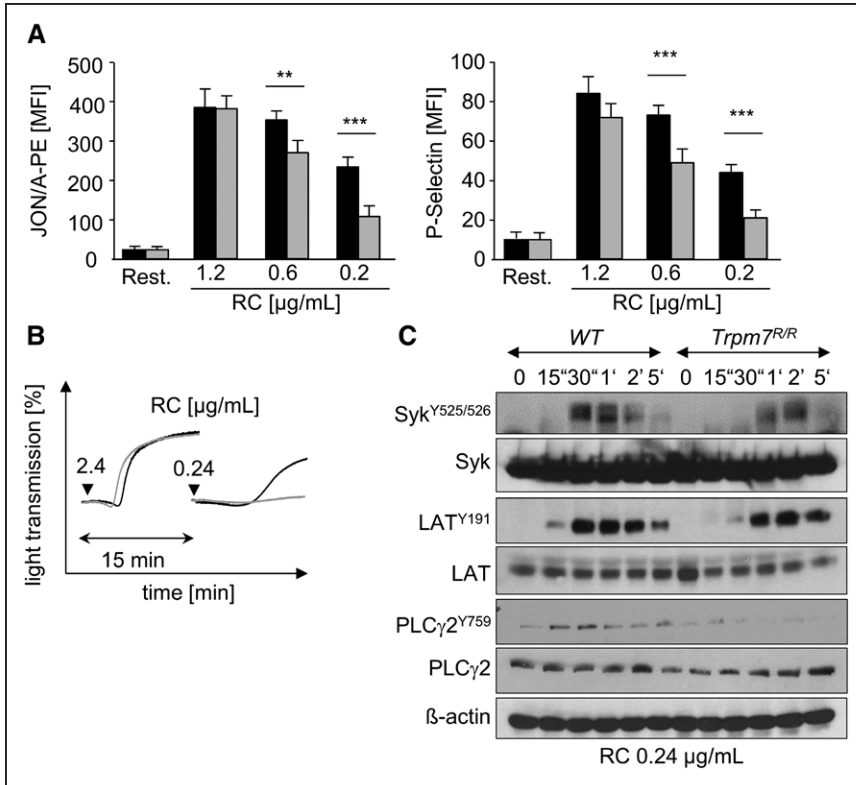 A
JON/A-PE [MFI]
500
400
300
200
100
0
**
***
Rest.
1.2
0.6
0.2
RC [µg/mL]
P-Selectin [MFI]
100
80
60
40
20
0
***
***
Rest.
1.2
0.6
0.2
RC [µg/mL]
B
light transmission [%]
RC [µg/mL]
2.4
0.24
15 min
time [min]
C
WT
Trpm7R/R
0 15“30“1‘ 2’ 5‘ 0 15“30“1‘ 2’ 5‘
SykY525/526
Syk
LATY191
LAT
PLCγ2Y759
PLCγ2
ß-actin
RC 0.24 µg/mL